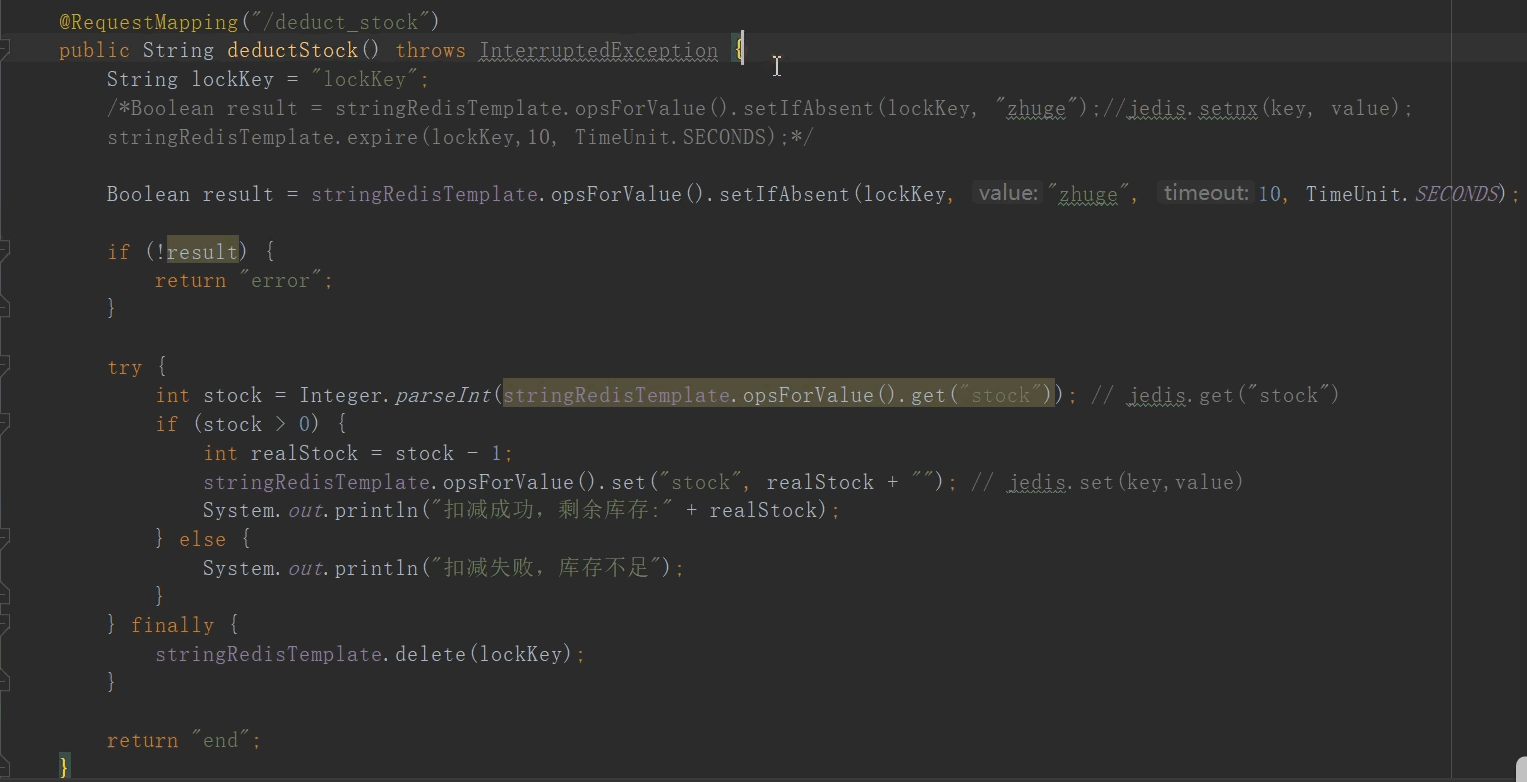 @RequestMapping("/deduct_stock")
public String deductStock() throws InterruptedException {
String lockKey = "lockKey";
/*Boolean result = stringRedisTemplate.opsForValue().setIfAbsent(lockKey, "zhuge");//jedis.setnx(key, value);
stringRedisTemplate.expire(lockKey,10, TimeUnit.SECONDS);*/
Boolean result = stringRedisTemplate.opsForValue().setIfAbsent(lockKey, value: "zhuge", timeout: 10, TimeUnit.SECONDS);
if (!result) {
return "error";
}
try {
int stock = Integer.parseInt(stringRedisTemplate.opsForValue().get("stock")); // jedis.get("stock")
if (stock > 0) {
int realStock = stock - 1;
stringRedisTemplate.opsForValue().set("stock", realStock + ""); // jedis.set(key,value)
System.out.println("扣减成功，剩余库存:" + realStock);
} else {
System.out.println("扣减失败，库存不足");
}
} finally {
stringRedisTemplate.delete(lockKey);
}
return "end";
}